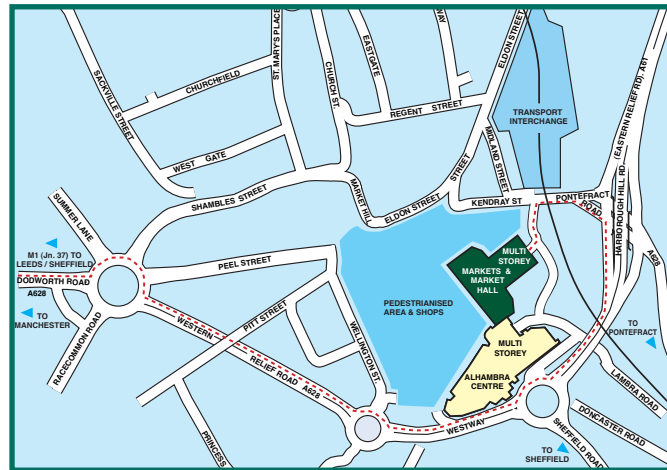 SACKVILLE STREET
CHURCHFIELD
ST. MARY'S PLACE
CHURCH ST.
EASTGATE
WAY
REGENT STREET
ELDON STREET
TRANSPORT
INTERCHANGE
(EASTERN RELIEF RD) A61
HARBOROUGH HILL RD.
WEST GATE
SHAMBLES STREET
MARKET HILL
ELDON STREET
MIDLAND STREET
KENDRAY ST
PONTEFRACT
ROAD
SUMMER LANE
M1 (Jn. 37) TO
LEEDS / SHEFFIELD
DODWORTH ROAD
A628
TO
MANCHESTER
RACECOMMON ROAD
PEEL STREET
PITT STREET
WELLINGTON ST.
WESTERN
RELIEF ROAD A628
PRINCESS
PEDESTRIANISED
AREA & SHOPS
MULTI
STOREY
MARKETS &
MARKET
HALL
MULTI
STOREY
ALHAMBRA
CENTRE
WESTWAY
TO
PONTEFRACT
LAMBRA ROAD
DONCASTER ROAD
SHEFFIELD ROAD
TO
SHEFFIELD